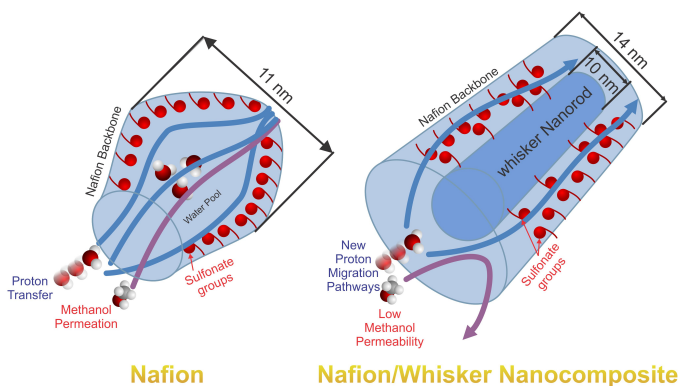 11 nm
Nafion Backbone
Water Pool
Sulfonate
groups
Proton
Transfer
Methanol
Permeation
Nafion
14 nm
10 nm
Nafion Backbone
whisker Nanorod
Sulfonate
groups
New
Proton
Migration
Pathways
Low
Methanol
Permeability
Nafion/Whisker Nanocomposite